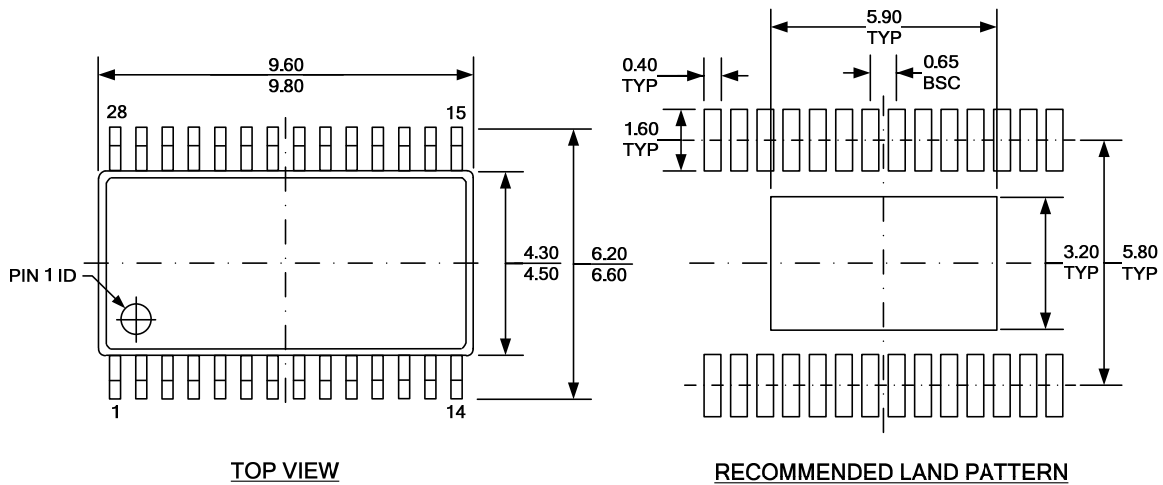 9.60
9.80
28
15
PIN 1 ID
4.30
4.50
6.20
6.60
1
14
TOP VIEW
5.90
TYP
0.40
TYP
0.65
BSC
1.60
TYP
3.20
TYP
5.80
TYP
RECOMMENDED LAND PATTERN